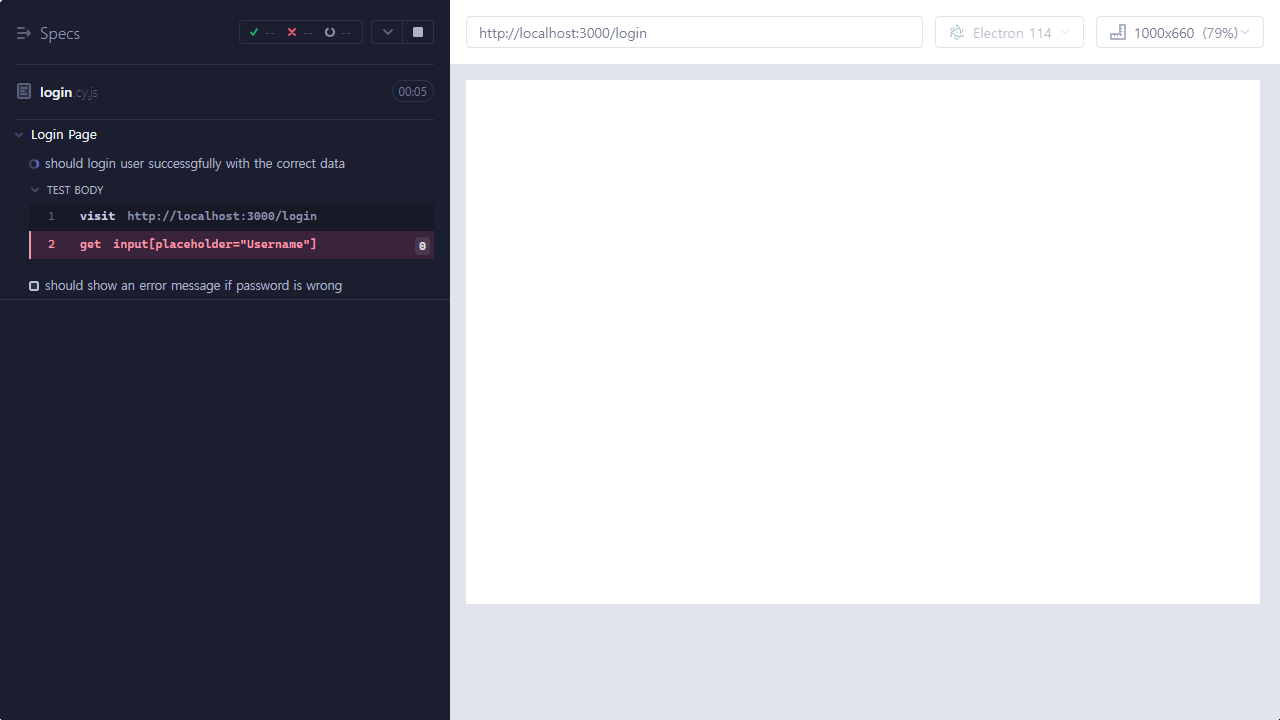 Specs
-- -- --
login.cy.js 00:05
Login Page
should login user successgfully with the correct data
TEST BODY
1 visit http://localhost:3000/login
2 get input[placeholder="Username"] 0
should show an error message if password is wrong
http://localhost:3000/login
Electron 114
1000x660 (79%)